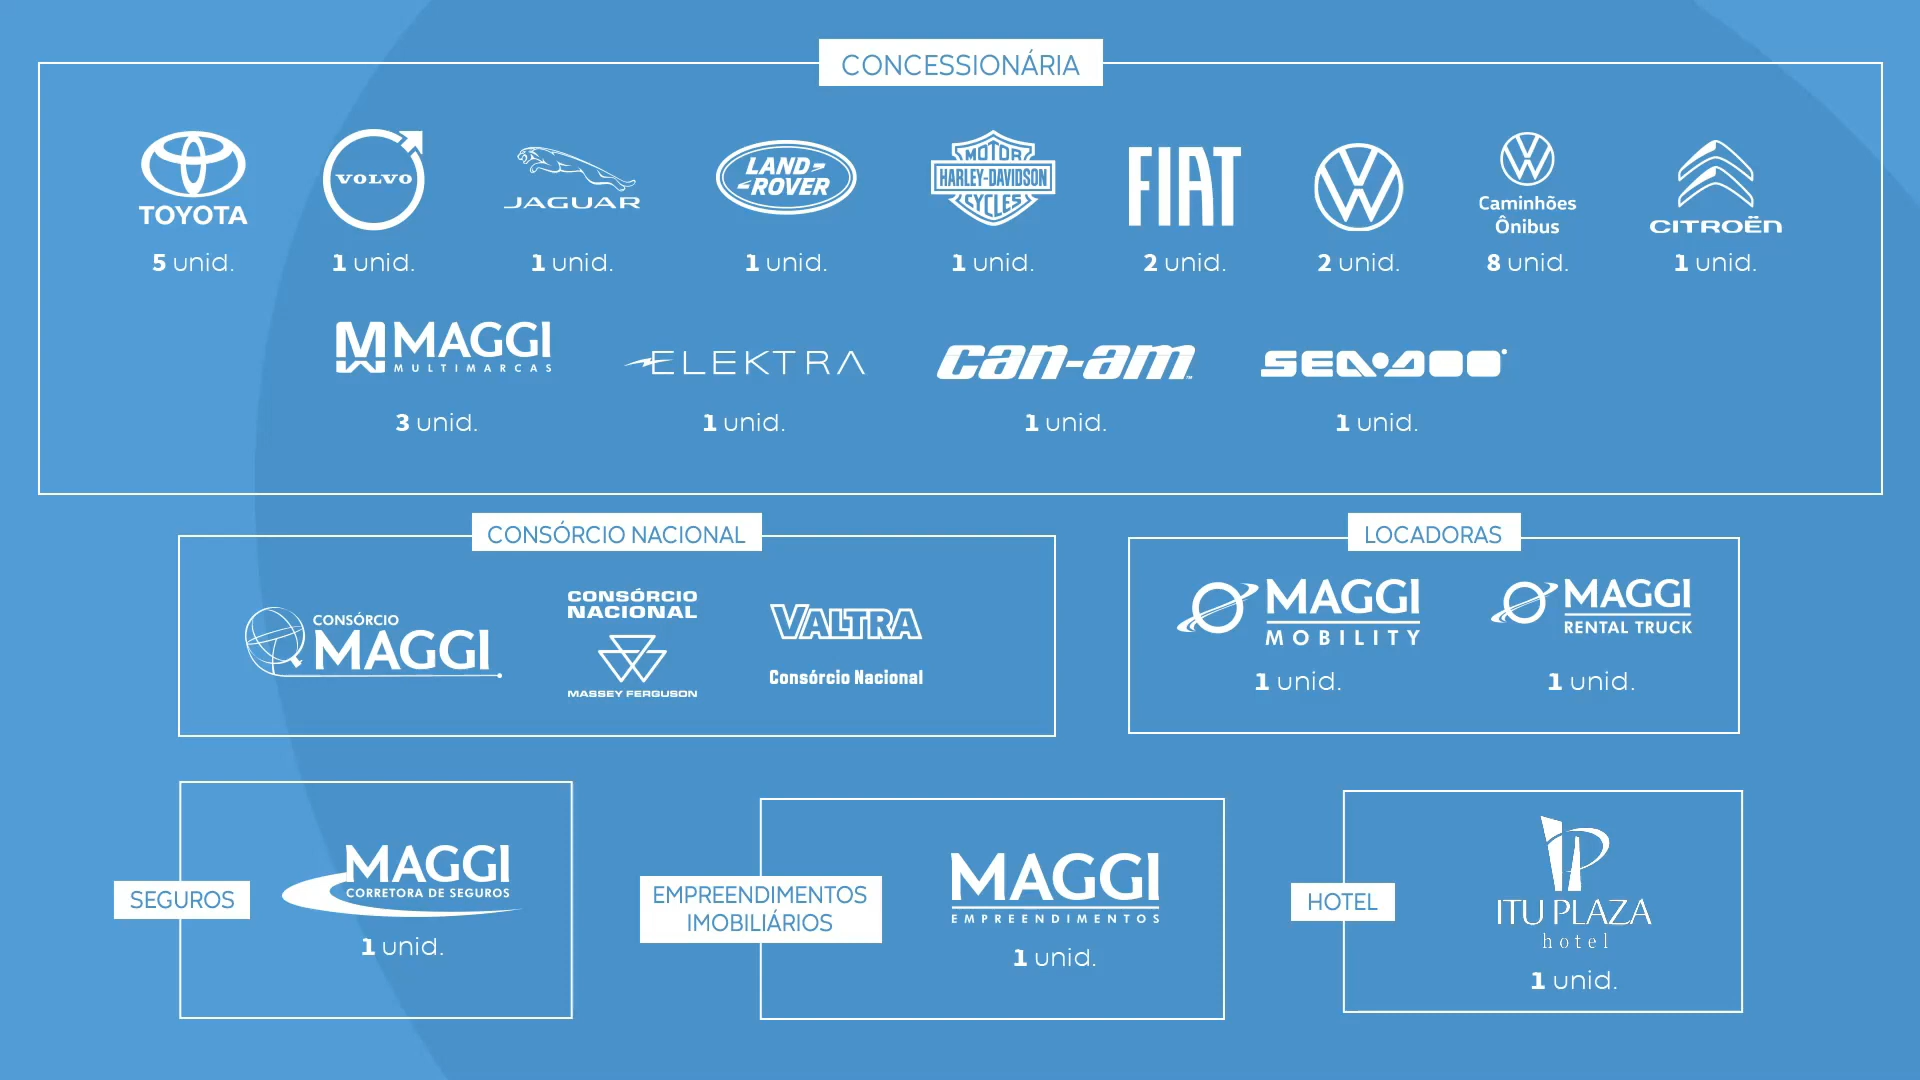 CONCESSIONÁRIA
TOYOTA
5 unid.
VOLVO
1 unid.
JAGUAR
1 unid.
LAND-
-ROVER
1 unid.
MOTOR
HARLEY-DAVIDSON
CYCLES
1 unid.
FIAT
2 unid.
2 unid.
Caminhões
Ônibus
8 unid.
CITROËN
1 unid.
MAGGI
MULTIMARCAS
3 unid.
ELEKTRA
1 unid.
can-am
1 unid.
SEA-DOO
1 unid.
CONSÓRCIO NACIONAL
CONSÓRCIO
MAGGI
CONSÓRCIO
NACIONAL
MASSEY FERGUSON
VALTRA
Consórcio Nacional
LOCADORAS
MAGGI
MOBILITY
1 unid.
MAGGI
RENTAL TRUCK
1 unid.
SEGUROS
MAGGI
CORRETORA DE SEGUROS
1 unid.
EMPREENDIMENTOS
IMOBILIÁRIOS
MAGGI
EMPREENDIMENTOS
1 unid.
HOTEL
ITU PLAZA
hotel
1 unid.